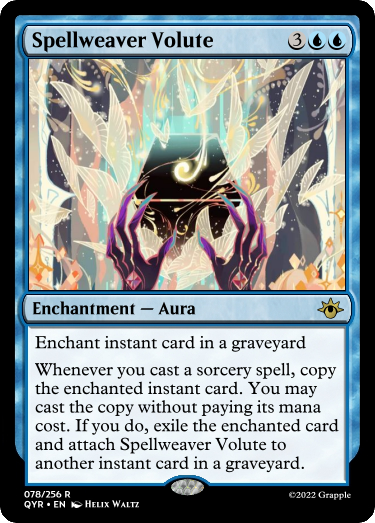 Spellweaver Volute 3
Enchantment — Aura
Enchant instant card in a graveyard
Whenever you cast a sorcery spell, copy
the enchanted instant card. You may
cast the copy without paying its mana
cost. If you do, exile the enchanted card
and attach Spellweaver Volute to
another instant card in a graveyard.
078/256 R
QYR • EN Helix Waltz
©2022 Grapple